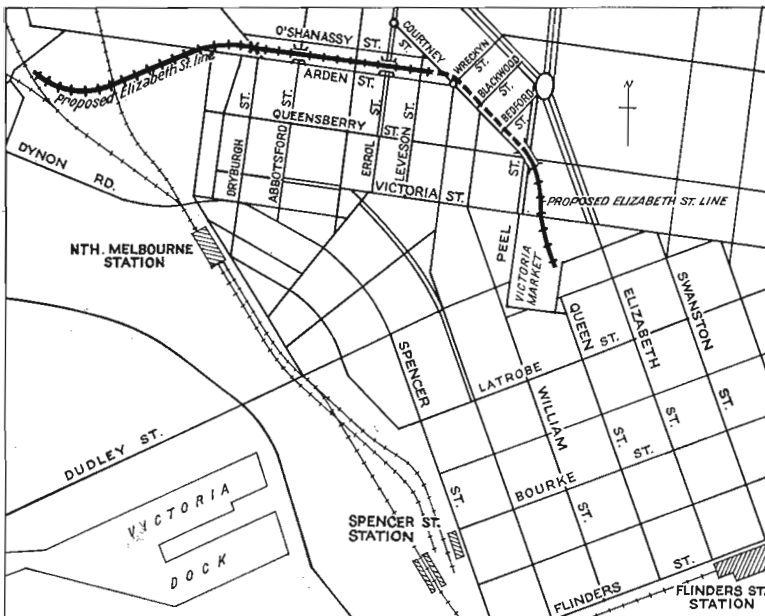 O'SHANASSY ST.
COURTNEY ST.
WRECKYN ST.
BLACKWOOD ST.
BEDFORD ST.
N
Proposed Elizabeth St. line
ARDEN ST.
QUEENSBERRY ST.
DRYBURGH ST.
ABBOTSFORD ST.
ERROL ST.
LEVESON ST.
VICTORIA ST.
DYNON
RD.
PROPOSED ELIZABETH ST. LINE
NTH. MELBOURNE
STATION
PEEL ST.
VICTORIA
MARKET
QUEEN ST.
ELIZABETH ST.
SWANSTON ST.
SPENCER ST.
LATROBE ST.
WILLIAM ST.
BOURKE ST.
DUDLEY ST.
VICTORIA
DOCK
SPENCER ST.
STATION
FLINDERS ST.
FLINDERS ST.
STATION